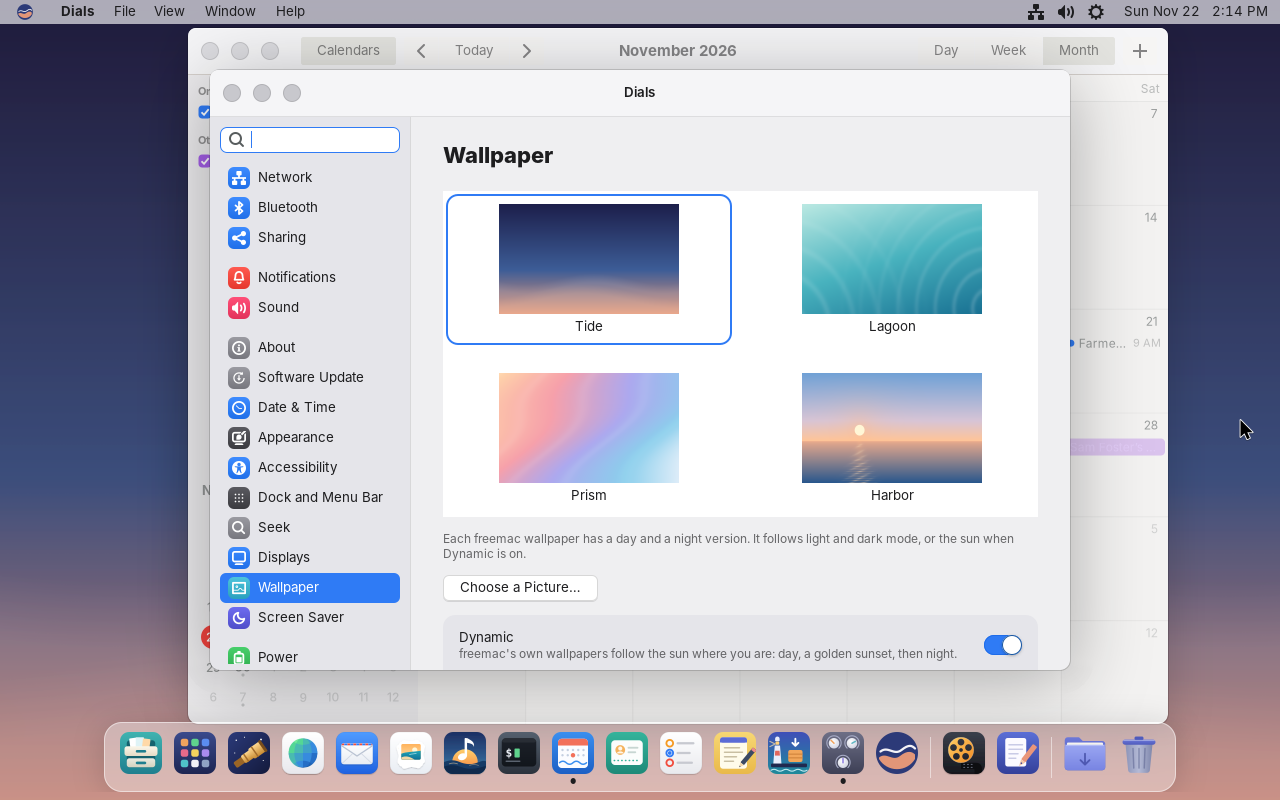 Dials File View Window Help
Sun Nov 22 2:14 PM
Calendars Today November 2026 Day Week Month
Sat
7
14
21
Farme... 9 AM
28
5
12
6 7 8 9 10 11 12
Dials
Network
Bluetooth
Sharing
Notifications
Sound
About
Software Update
Date & Time
Appearance
Accessibility
Dock and Menu Bar
Seek
Displays
Wallpaper
Screen Saver
Power
Wallpaper
Tide
Lagoon
Prism
Harbor
Each freemac wallpaper has a day and a night version. It follows light and dark mode, or the sun when
Dynamic is on.
Choose a Picture...
Dynamic
freemac's own wallpapers follow the sun where you are: day, a golden sunset, then night.
$